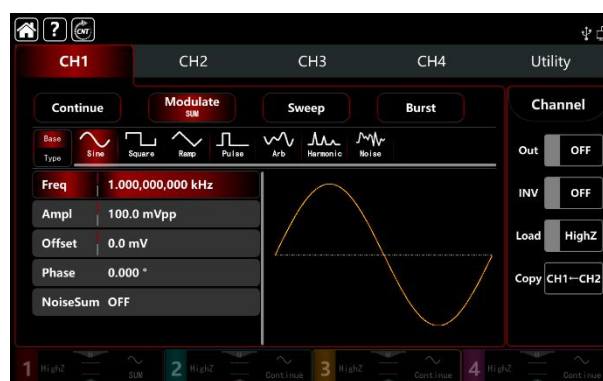 ? CNT
CH1 CH2 CH3 CH4 Utility
Continue Modulate Sweep Burst Channel
SUM
Base
Type Sine Square Ramp Pulse Arb Harmonic Noise
Out OFF
Freq 1.000,000,000 kHz
INV OFF
Ampl 100.0 mVpp
Offset 0.0 mV
Load HighZ
Phase 0.000 °
Copy CH1←CH2
NoiseSum OFF
1 HighZ SUM 2 HighZ Continue 3 HighZ Continue 4 HighZ Continue